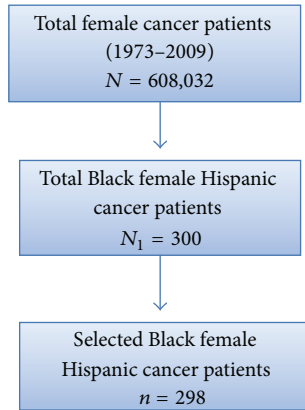 Total female cancer patients
(1973–2009)
N = 608,032
Total Black female Hispanic
cancer patients
N₁ = 300
Selected Black female
Hispanic cancer patients
n = 298